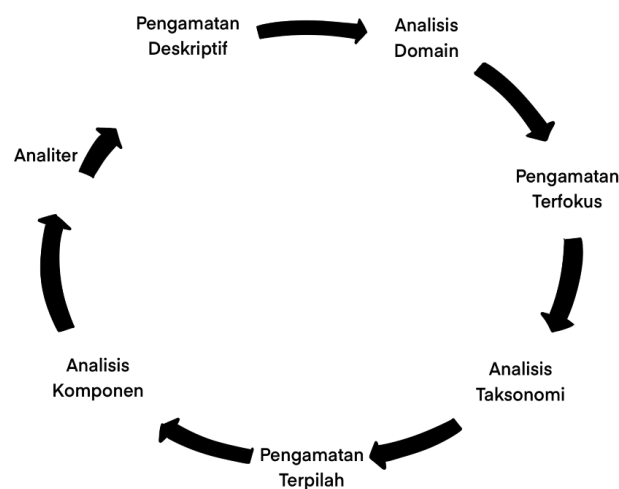 Pengamatan
Deskriptif
Analisis
Domain
Pengamatan
Terfokus
Analisis
Taksonomi
Pengamatan
Terpilah
Analisis
Komponen
Analiter